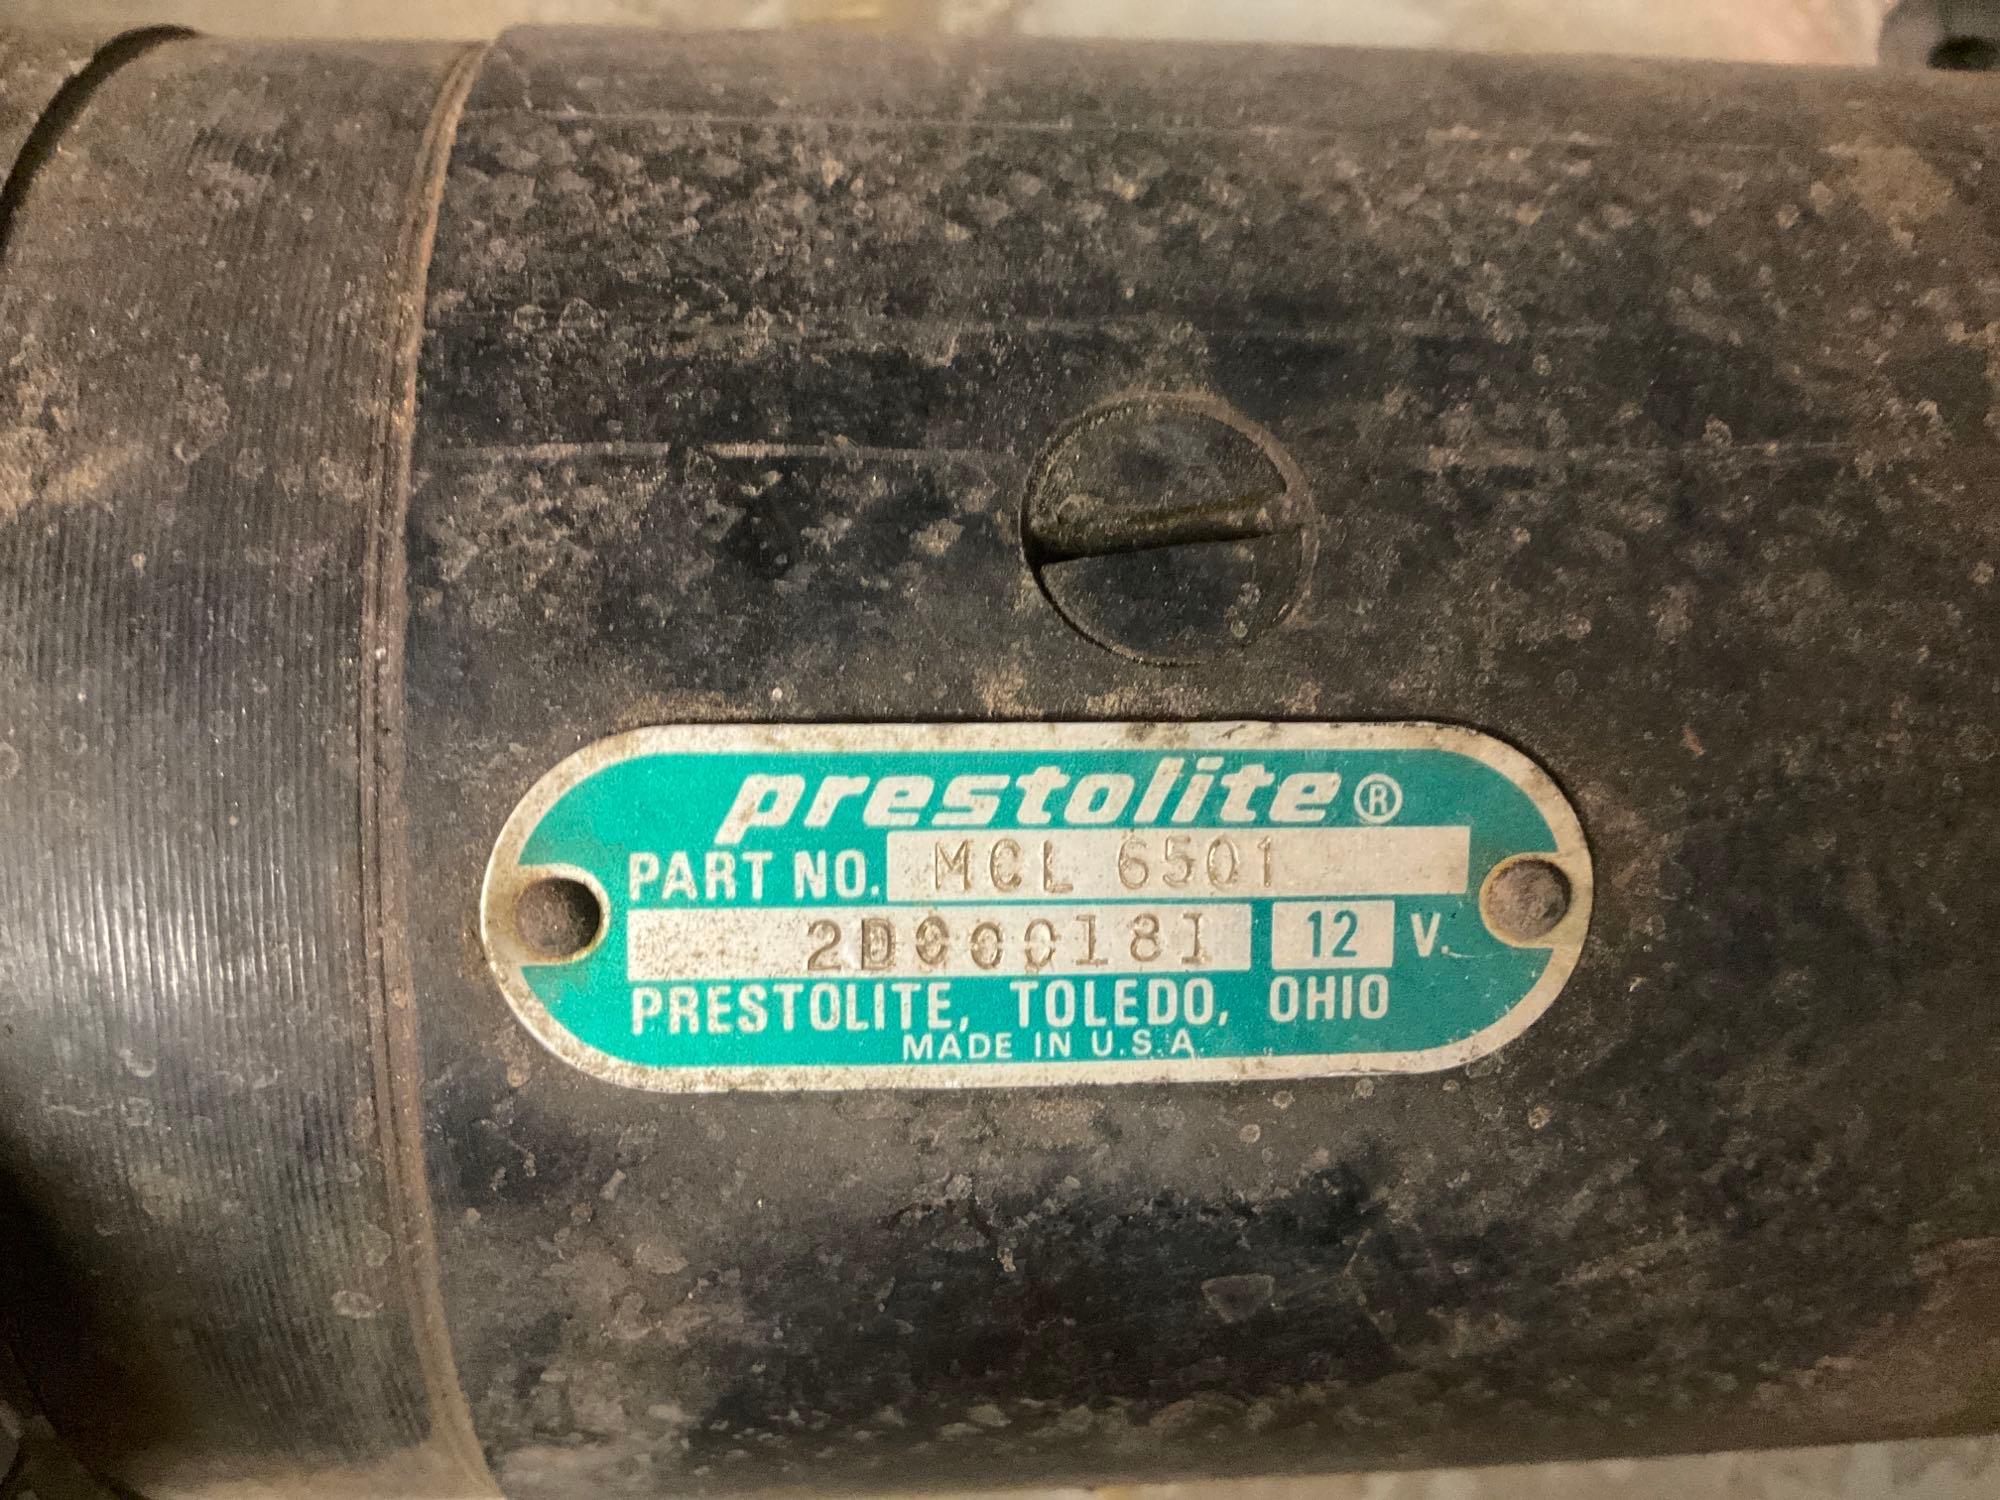 prestolite®
PART NO. MCL 6501
2D000181 12 V.
PRESTOLITE, TOLEDO, OHIO
MADE IN U.S.A.